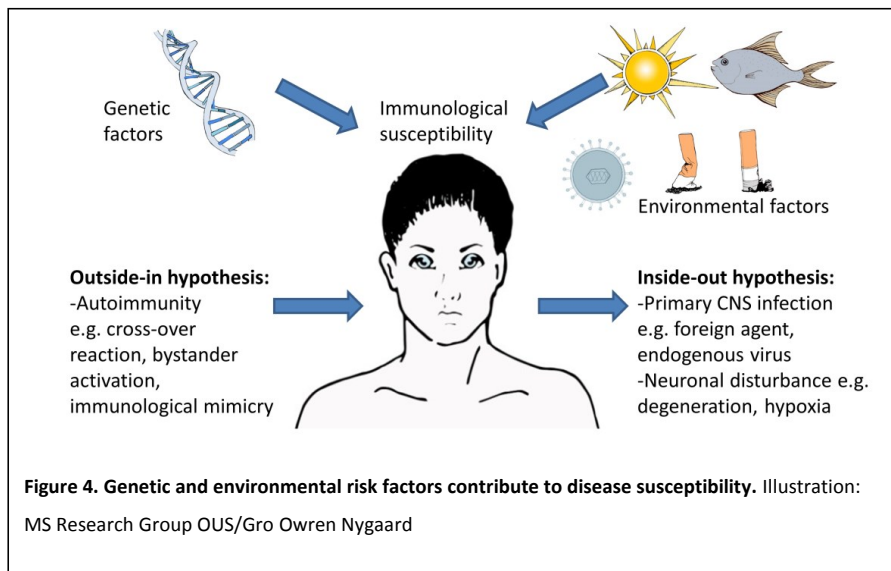 Genetic
factors
Immunological
susceptibility
Environmental factors
Outside-in hypothesis:
-Autoimmunity
e.g. cross-over
reaction, bystander
activation,
immunological mimicry
Inside-out hypothesis:
-Primary CNS infection
e.g. foreign agent,
endogenous virus
-Neuronal disturbance e.g.
degeneration, hypoxia
Figure 4. Genetic and environmental risk factors contribute to disease susceptibility. Illustration:
MS Research Group OUS/Gro Owren Nygaard